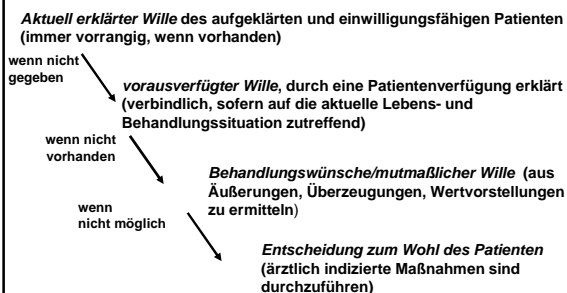 Aktuell erklärter Wille des aufgeklärten und einwilligungsfähigen Patienten
(immer vorrangig, wenn vorhanden)
wenn nicht
gegeben
vorausverfügter Wille, durch eine Patientenverfügung erklärt
(verbindlich, sofern auf die aktuelle Lebens- und
Behandlungssituation zutreffend)
wenn nicht
vorhanden
Behandlungswünsche/mutmaßlicher Wille (aus
Äußerungen, Überzeugungen, Wertvorstellungen
zu ermitteln)
wenn
nicht möglich
Entscheidung zum Wohl des Patienten
(ärztlich indizierte Maßnahmen sind
durchzuführen)